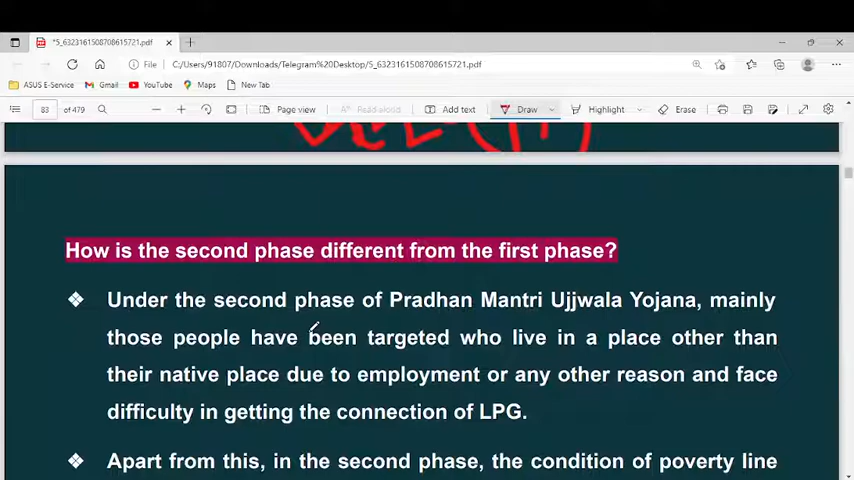 5_6323161508708615721.pdf
File C:/Users/91807/Downloads/Telegram%20Desktop/5_6323161508708615721.pdf
ASUS E-Service Gmail YouTube Maps New Tab
83 of 479 Page view Read aloud Add text Draw Highlight Erase
How is the second phase different from the first phase?
❖ Under the second phase of Pradhan Mantri Ujjwala Yojana, mainly
those people have been targeted who live in a place other than
their native place due to employment or any other reason and face
difficulty in getting the connection of LPG.
❖ Apart from this, in the second phase, the condition of poverty line